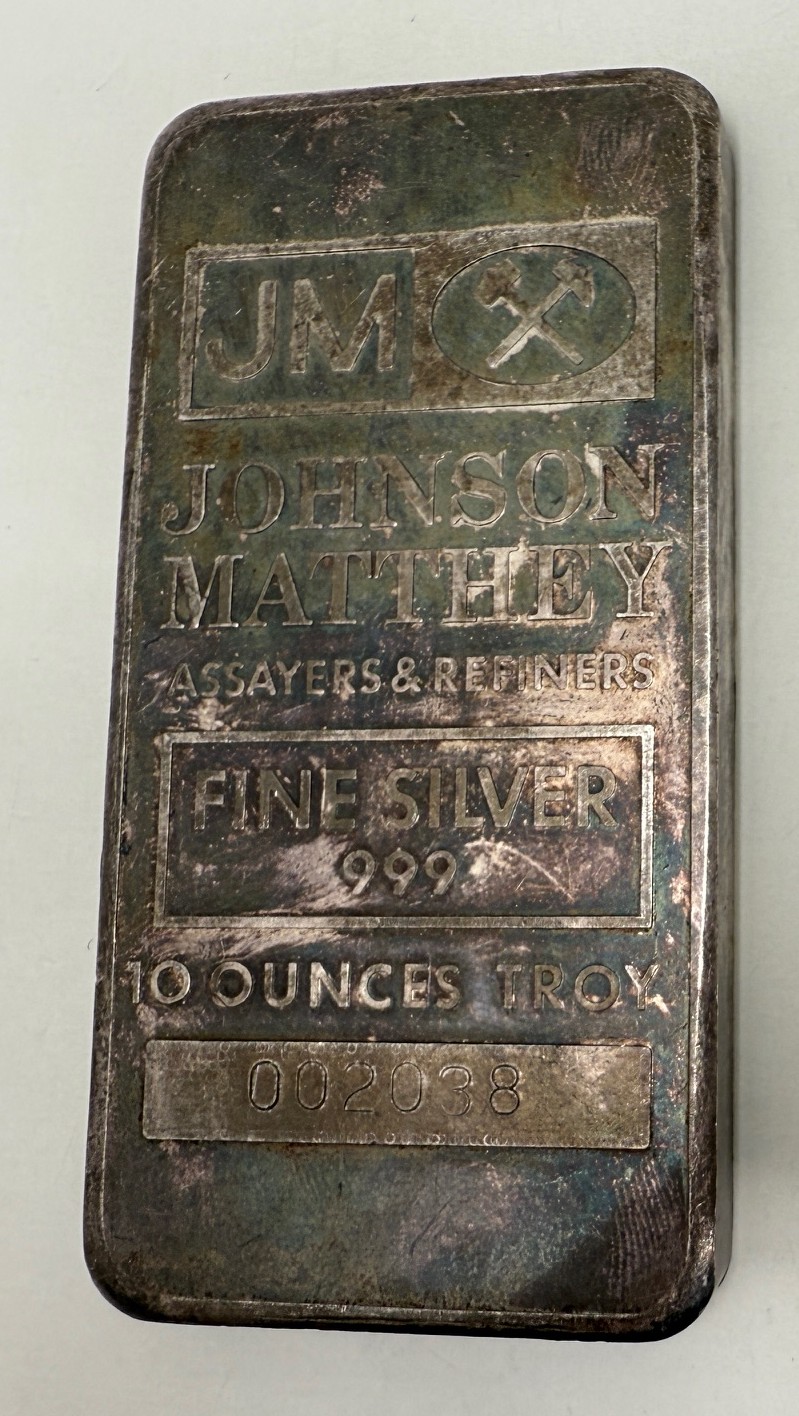 JM
JOHNSON
MATTHEY
ASSAYERS & REFINERS
FINE SILVER
999
10 OUNCES TROY
002038